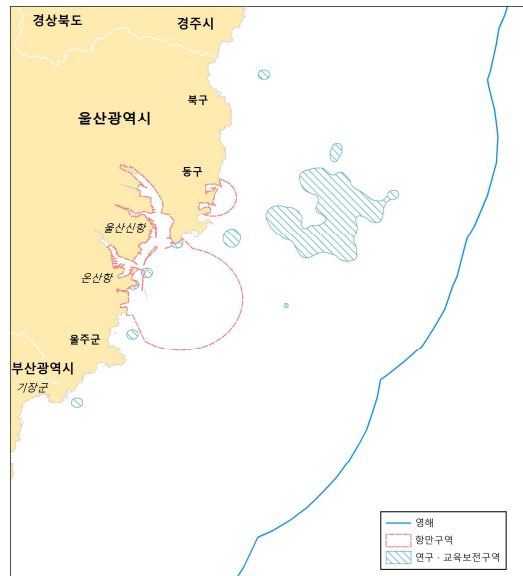 경상북도
경주시
북구
울산광역시
동구
울산신항
온산항
울주군
부산광역시
기장군
영해
항만구역
연구·교육보전구역